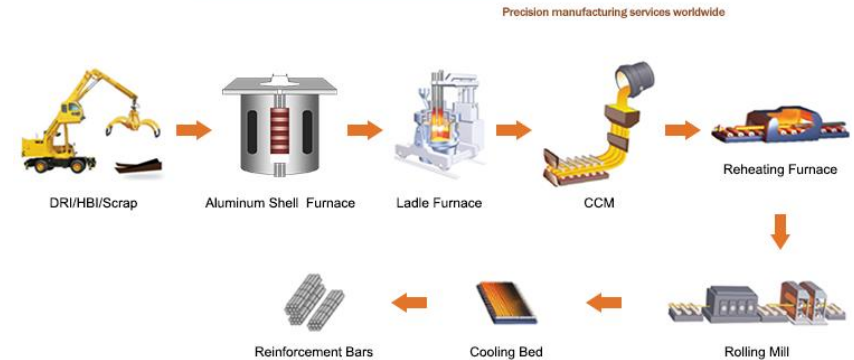 Precision manufacturing services worldwide
DRI/HBI/Scrap
Aluminum Shell Furnace
Ladle Furnace
CCM
Reheating Furnace
Reinforcement Bars
Cooling Bed
Rolling Mill